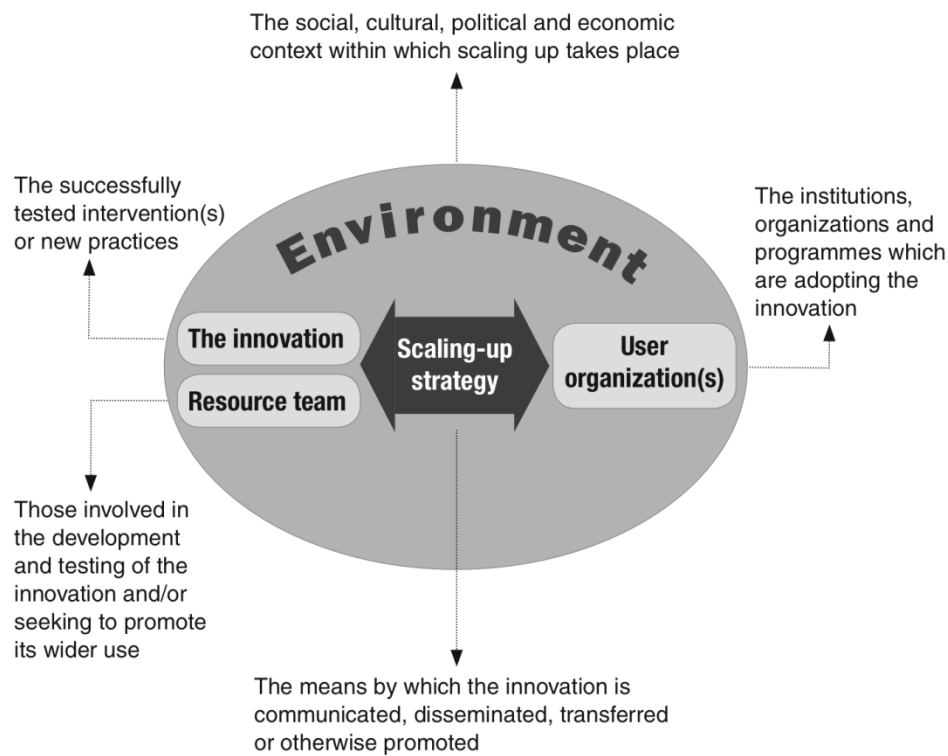 The social, cultural, political and economic
context within which scaling up takes place
The successfully
tested intervention(s)
or new practices
Environment
The institutions,
organizations and
programmes which
are adopting the
innovation
The innovation
Resource team
Scaling-up
strategy
User
organization(s)
Those involved in
the development
and testing of the
innovation and/or
seeking to promote
its wider use
The means by which the innovation is
communicated, disseminated, transferred
or otherwise promoted